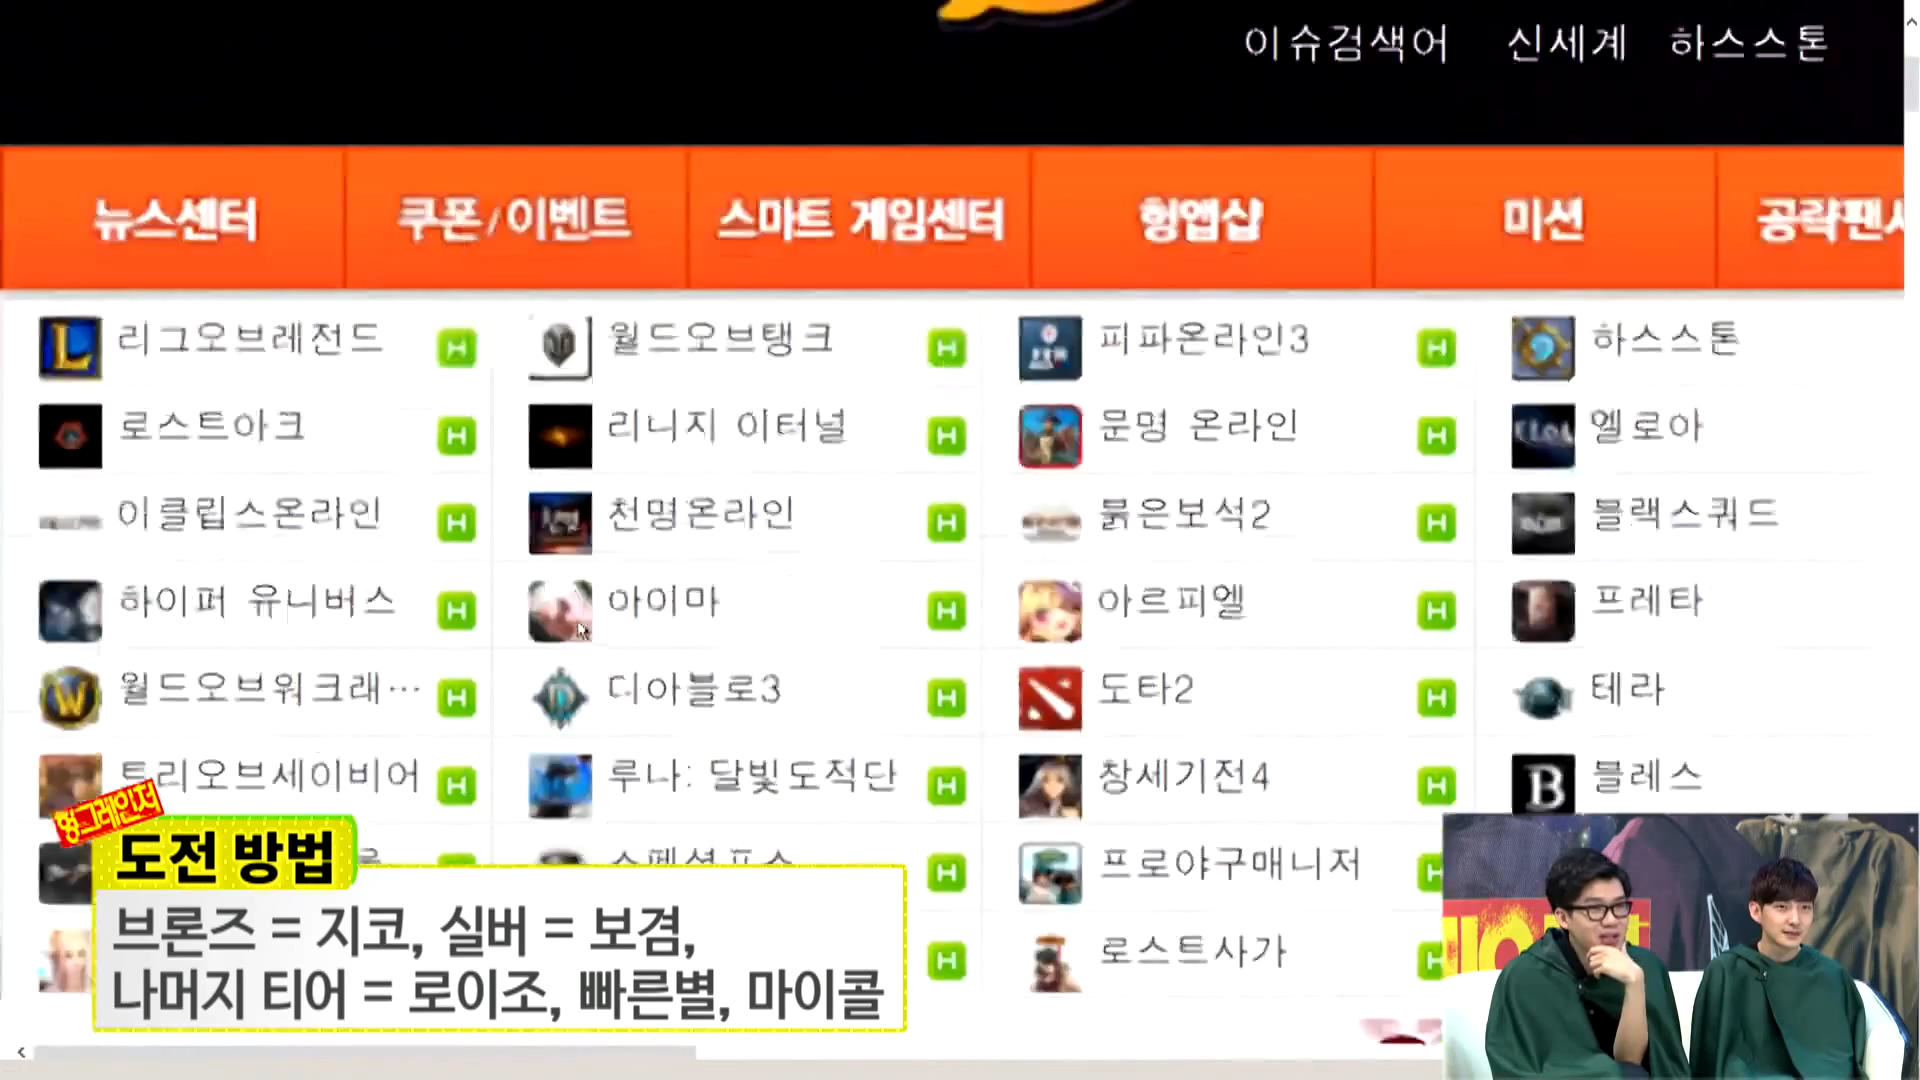 이슈검색어 신세계 하스스톤
뉴스센터 쿠폰/이벤트 스마트 게임센터 헝앱샵 미션
리그오브레전드 월드오브탱크 피파온라인3 하스스톤
로스트아크 리니지 이터널 문명 온라인 엘로아
이클립스온라인 천명온라인 붉은보석2 블랙스쿼드
하이퍼 유니버스 아이마 아르피엘 프레타
월드오브워크래… 디아블로3 도타2 테라
트리오브세이비어 루나: 달빛도적단 창세기전4 블레스
프로야구매니저
로스트사가
헝그레인저
도전 방법
브론즈 = 지코, 실버 = 보겸,
나머지 티어 = 로이조, 빠른별, 마이콜